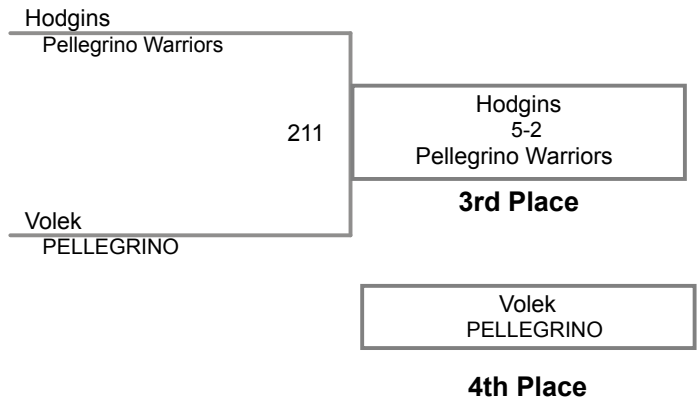 Hodgins
Pellegrino Warriors
211
Hodgins
5-2
Pellegrino Warriors
3rd Place
Volek
PELLEGRINO
Volek
PELLEGRINO
4th Place